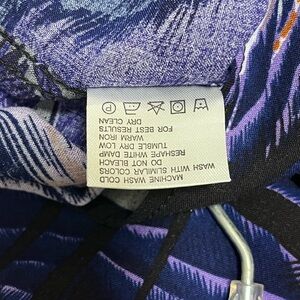 MACHINE WASH COLD
WASH WITH SIMILAR COLORS
DO NOT BLEACH
RESHAPE WHITE DAMP
TUMBLE DRY LOW
WARM IRON
FOR BEST RESULTS
DRY CLEAN
P